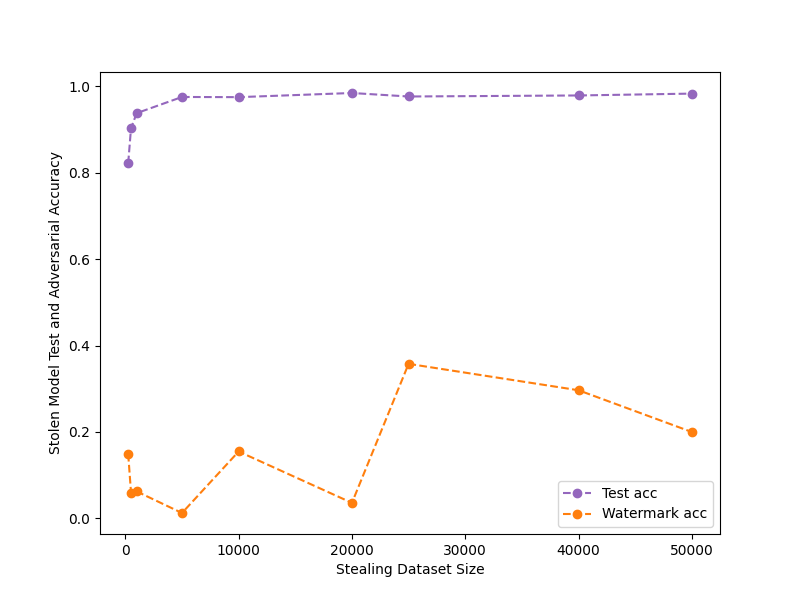 1.0
0.8
0.6
0.4
0.2
0.0
Stolen Model Test and Adversarial Accuracy
Test acc
Watermark acc
0 10000 20000 30000 40000 50000
Stealing Dataset Size